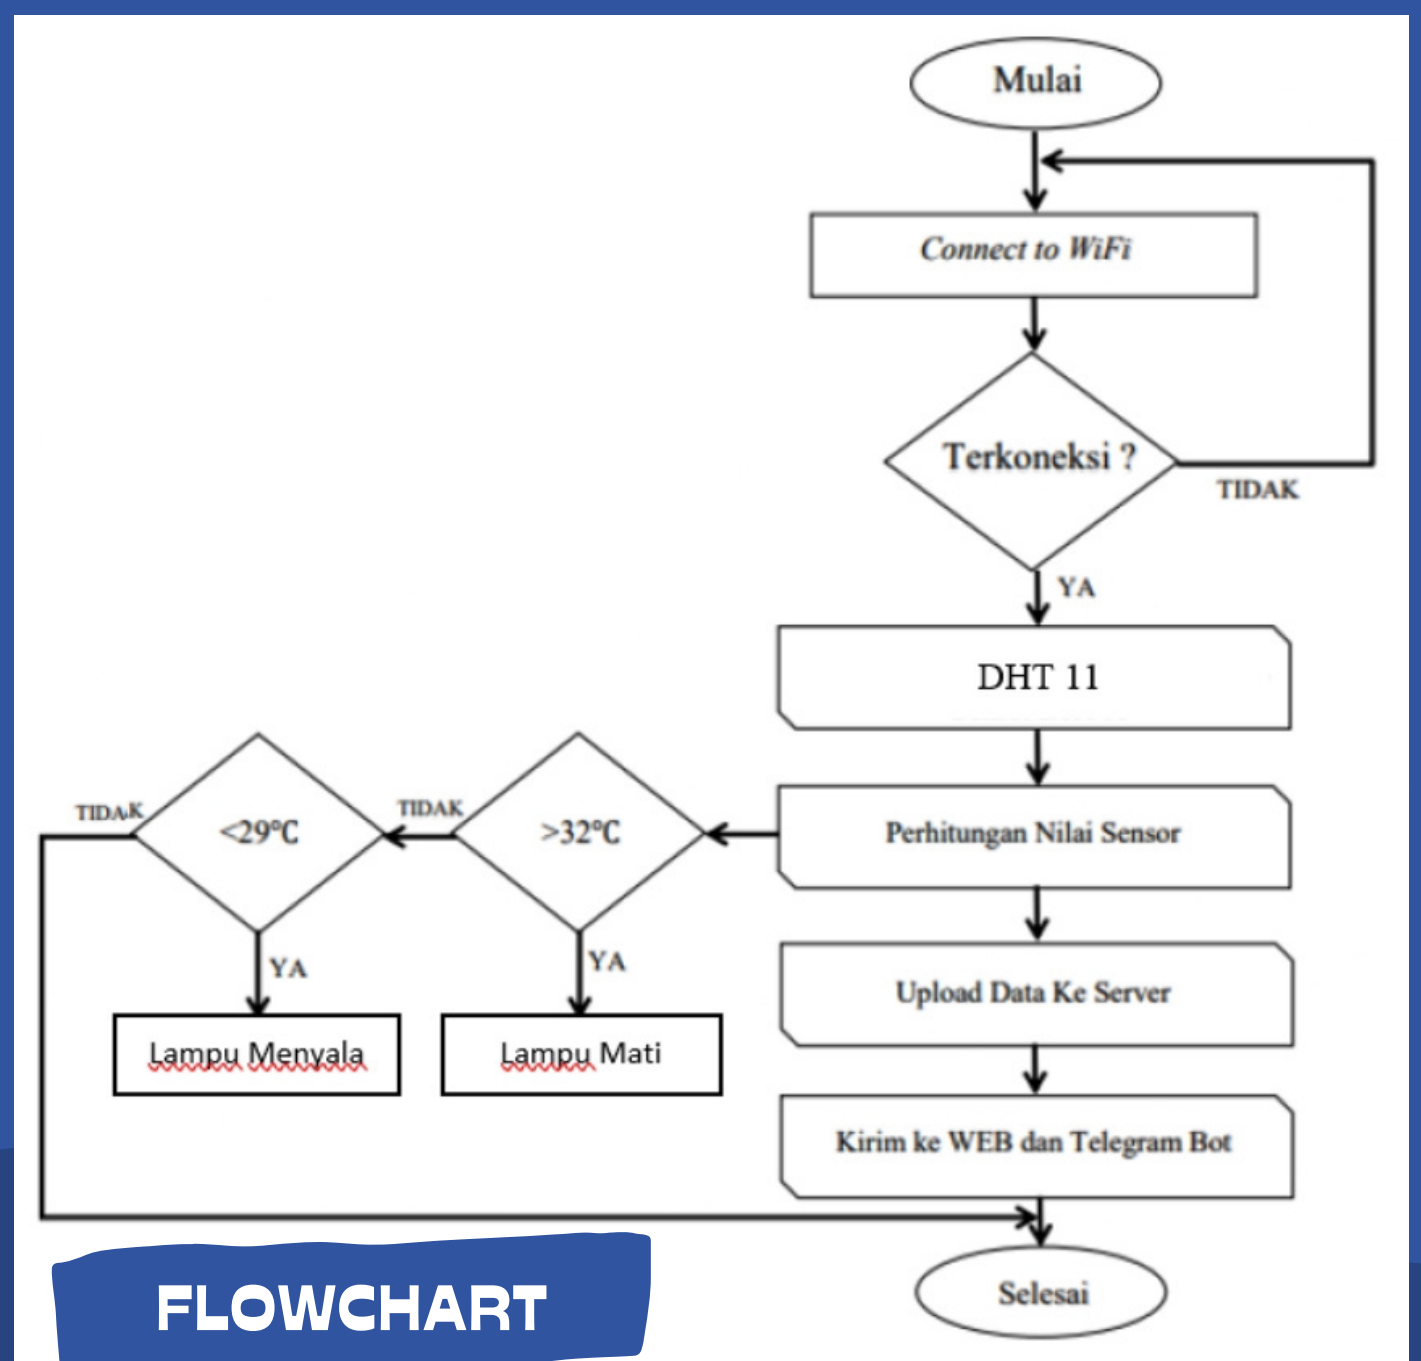 Mulai
Connect to WiFi
Terkoneksi ?
TIDAK
YA
DHT 11
Perhitungan Nilai Sensor
>32°C
TIDAK
<29°C
TIDAK
YA
YA
Lampu Menyala
Lampu Mati
Upload Data Ke Server
Kirim ke WEB dan Telegram Bot
Selesai
FLOWCHART